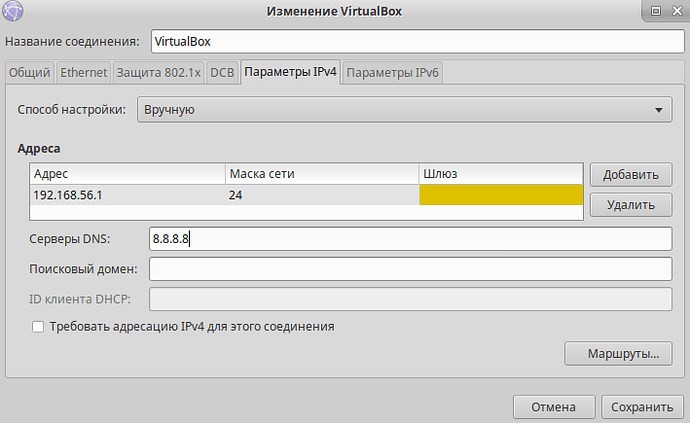 Изменение VirtualBox
Название соединения: VirtualBox
Общий Ethernet Защита 802.1x DCB Параметры IPv4 Параметры IPv6
Способ настройки: Вручную
Адреса
Адрес Маска сети Шлюз Добавить
192.168.56.1 24 Удалить
Серверы DNS: 8.8.8.8
Поисковый домен:
ID клиента DHCP:
Требовать адресацию IPv4 для этого соединения
Маршруты...
Отмена Сохранить